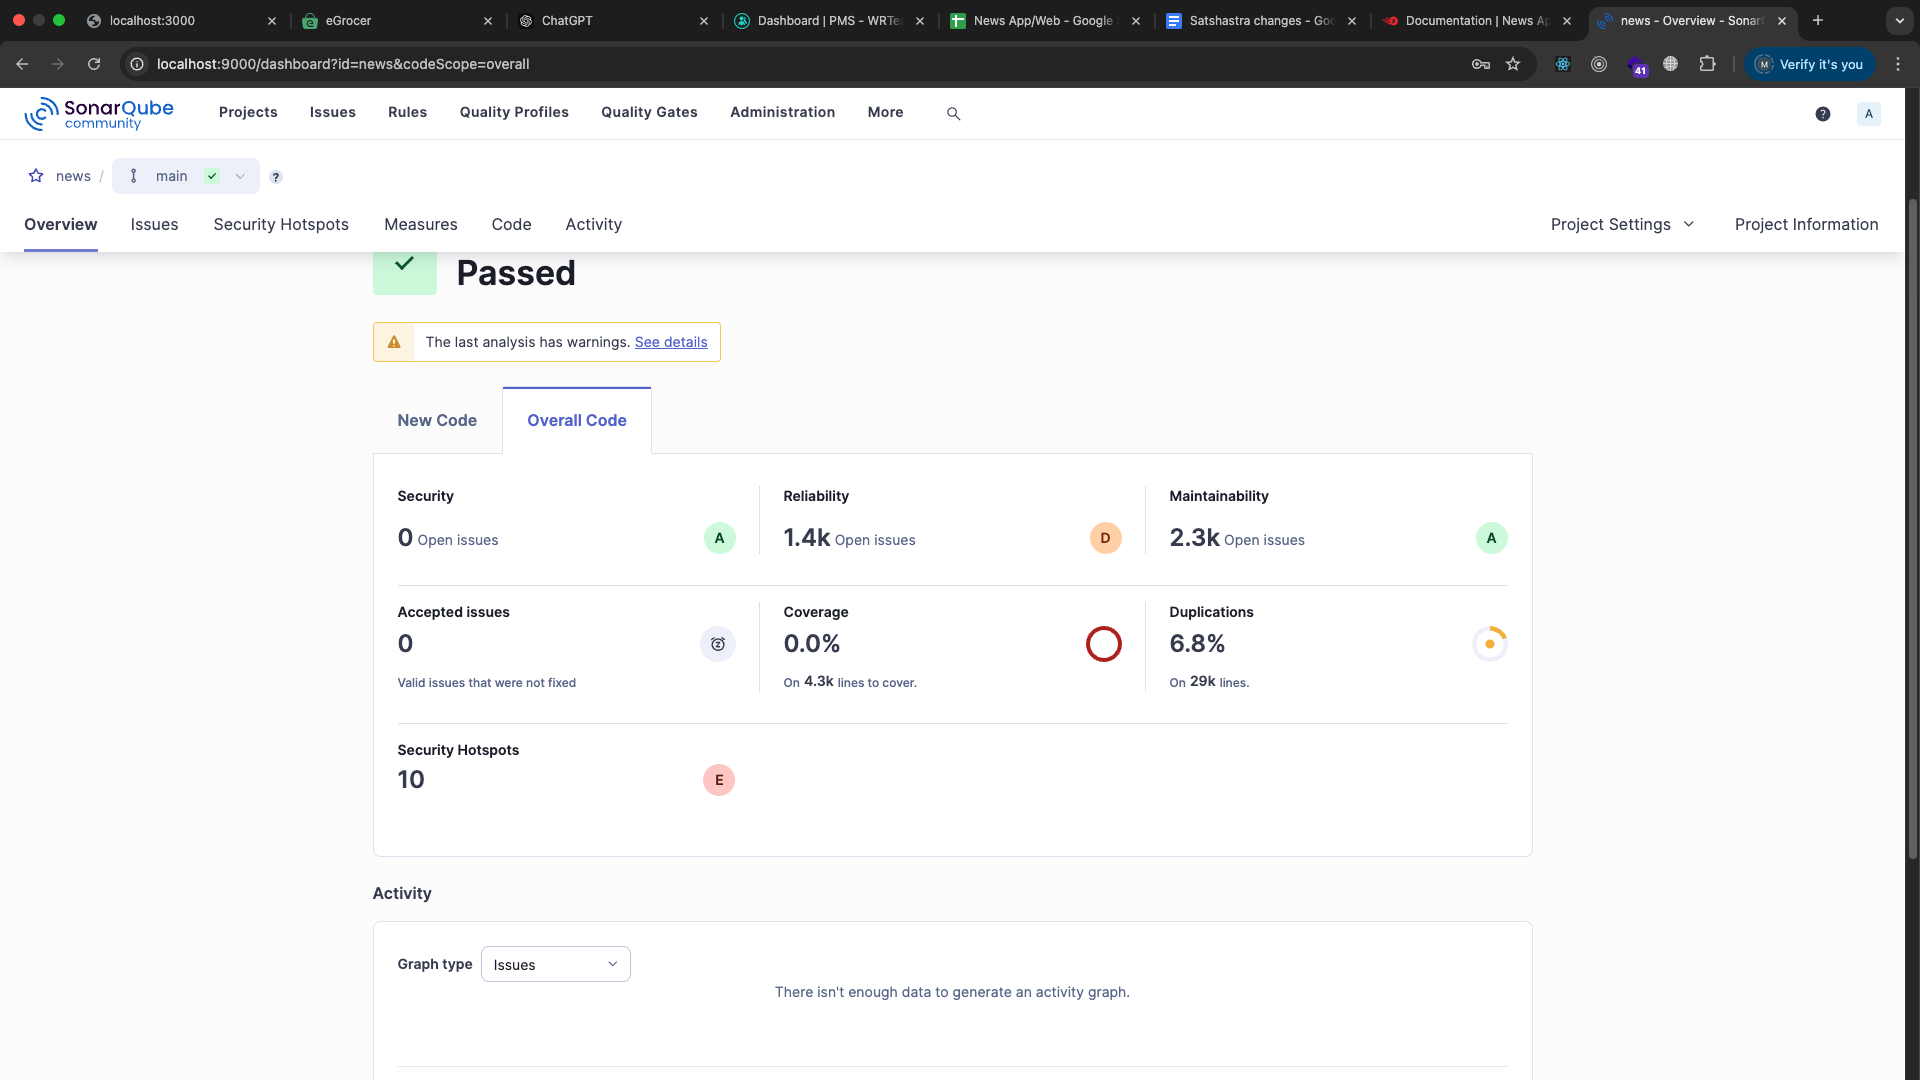 localhost:3000
eGrocer
ChatGPT
Dashboard | PMS - WRTe
News App/Web - Google
Satshastra changes - Goo
Documentation | News Ap
news - Overview - Sonar
localhost:9000/dashboard?id=news&codeScope=overall
41
M
Verify it's you
SonarQube
community
Projects
Issues
Rules
Quality Profiles
Quality Gates
Administration
More
?
A
news / main
?
Overview
Issues
Security Hotspots
Measures
Code
Activity
Project Settings
Project Information
Passed
The last analysis has warnings. See details
New Code
Overall Code
Security
0 Open issues
A
Reliability
1.4k Open issues
D
Maintainability
2.3k Open issues
A
Accepted issues
0
Valid issues that were not fixed
Coverage
0.0%
On 4.3k lines to cover.
Duplications
6.8%
On 29k lines.
Security Hotspots
10
E
Activity
Graph type
Issues
There isn't enough data to generate an activity graph.